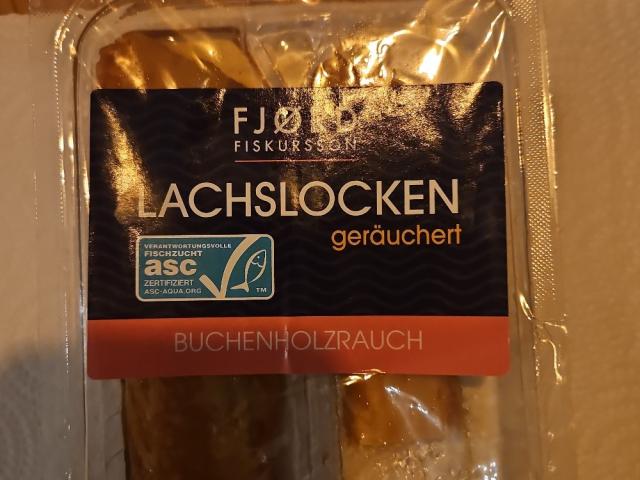 FJØRD
FISKURSSON
LACHSLOCKEN
geräuchert
VERANTWORTUNGSVOLLE
FISCHZUCHT
asc
ZERTIFIZIERT
ASC-AQUA.ORG
TM
BUCHENHOLZRAUCH